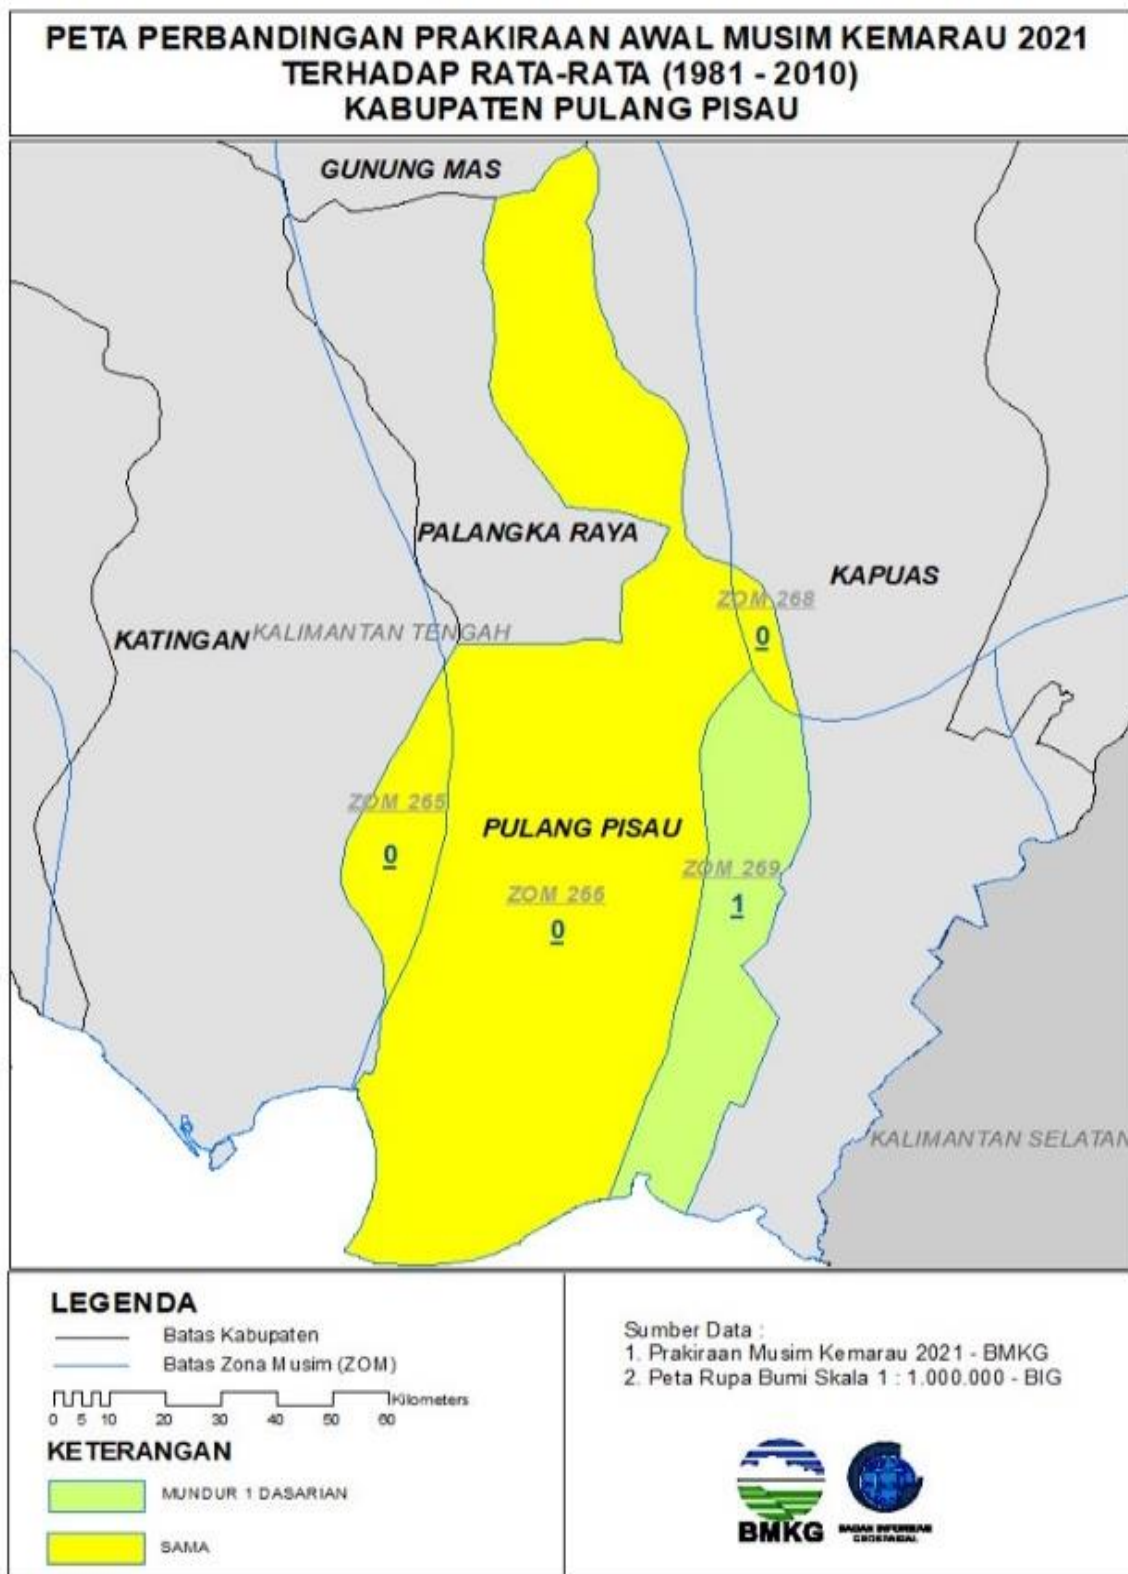 PETA PERBANDINGAN PRAKIRAAN AWAL MUSIM KEMARAU 2021
TERHADAP RATA-RATA (1981 - 2010)
KABUPATEN PULANG PISAU
GUNUNG MAS
PALANGKA RAYA
KAPUAS
ZOM 268
0
KATINGAN
KALIMANTAN TENGAH
ZOM 265
0
PULANG PISAU
ZOM 266
0
ZOM 269
1
KALIMANTAN SELATAN
LEGENDA
Batas Kabupaten
Batas Zona Musim (ZOM)
Kilometers
0 5 10 20 30 40 50 60
KETERANGAN
MUNDUR 1 DASARIAN
SAMA
Sumber Data :
1. Prakiraan Musim Kemarau 2021 - BMKG
2. Peta Rupa Bumi Skala 1 : 1.000.000 - BIG
BMKG
BADAN INFORMASI
GEOSPASIAL